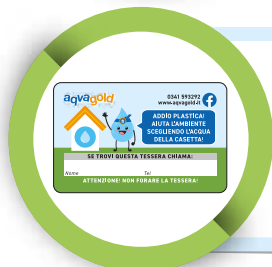 aqvagold
0341 593292
www.aqvagold.it
ADDIO PLASTICA!
AIUTA L'AMBIENTE
SCEGLIENDO L'ACQUA
DELLA CASETTA!
SE TROVI QUESTA TESSERA CHIAMA:
Nome Tel
ATTENZIONE! NON FORARE LA TESSERA!